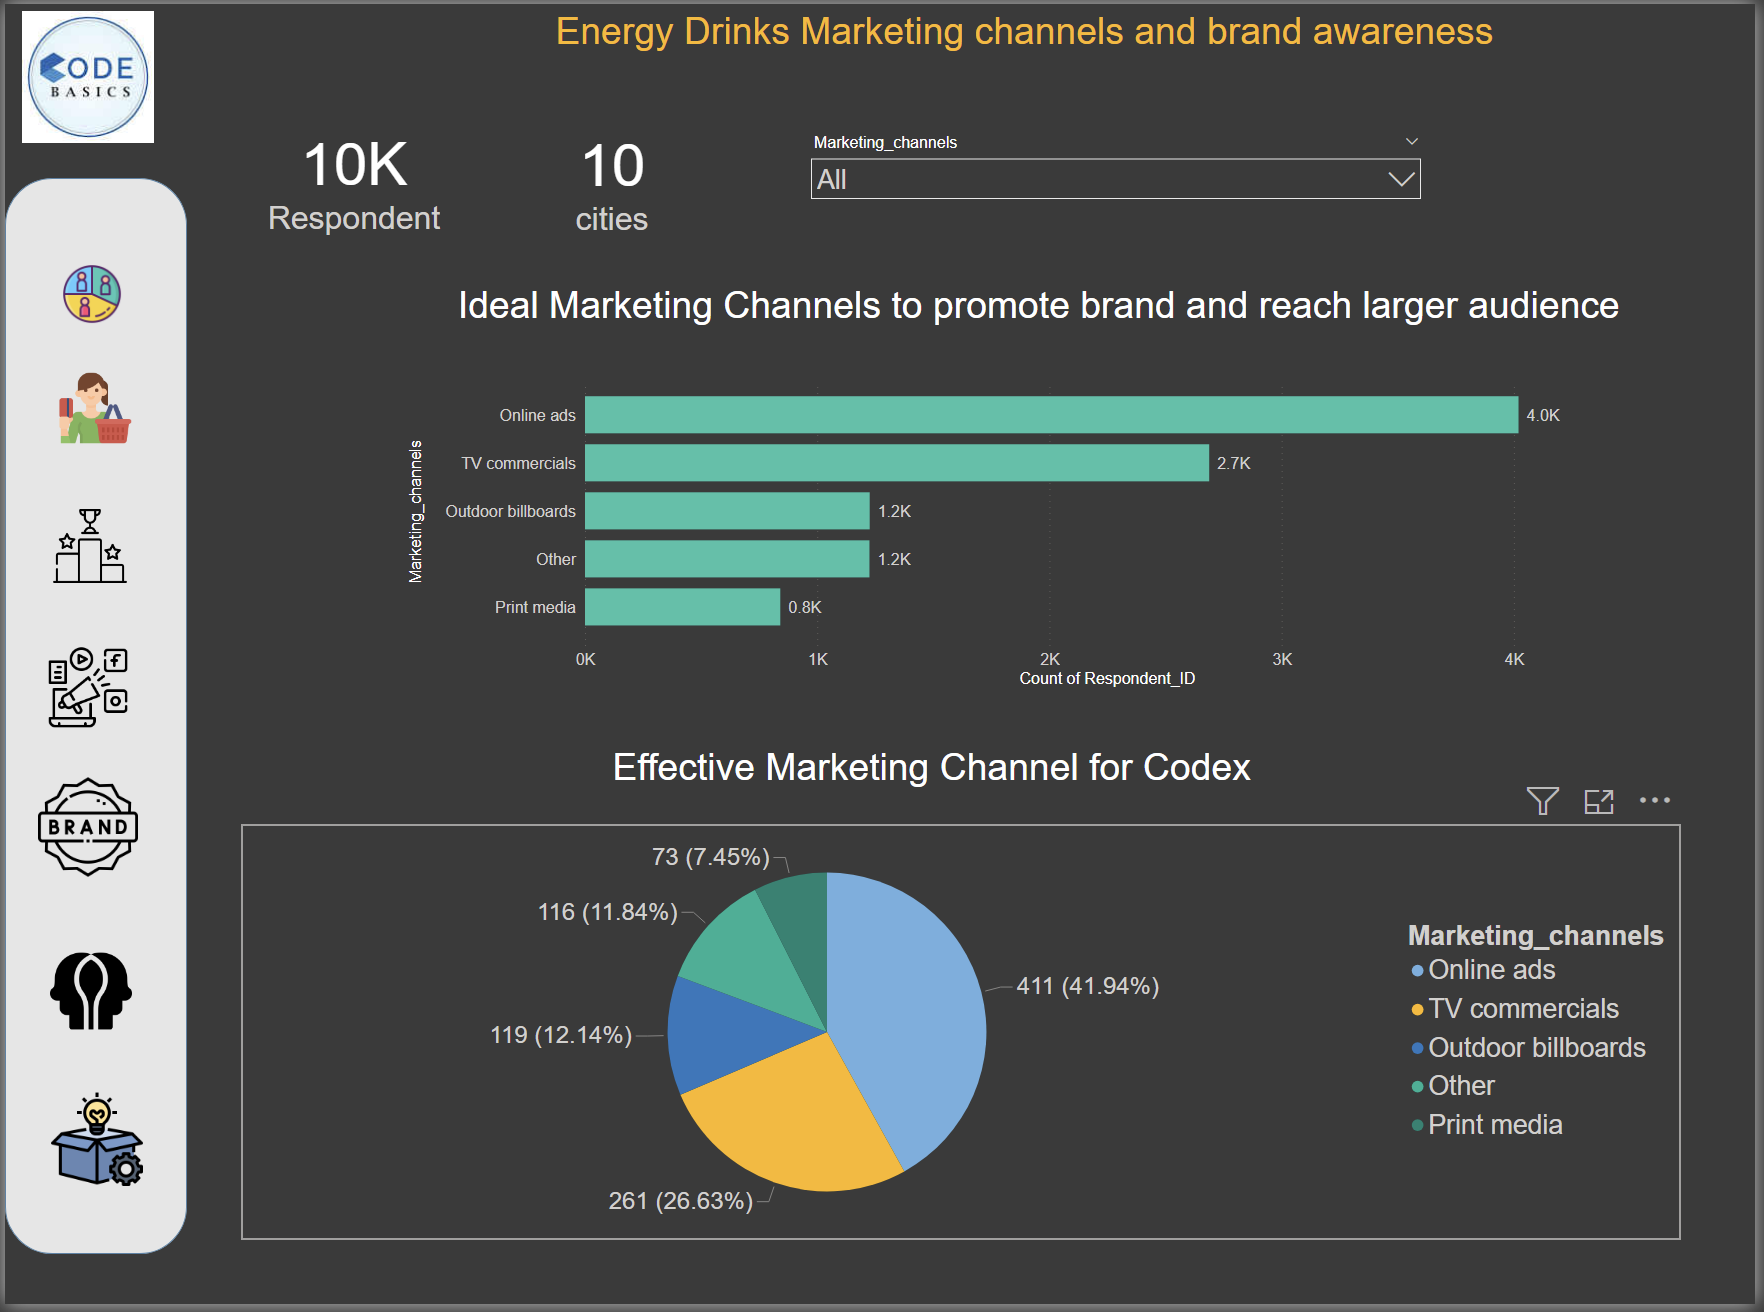 Energy Drinks Marketing channels and brand awareness
CODE
BASICS
10K
Respondent
10
cities
Marketing_channels
All
Ideal Marketing Channels to promote brand and reach larger audience
Marketing_channels
Online ads
4.0K
TV commercials
2.7K
Outdoor billboards
1.2K
Other
1.2K
Print media
0.8K
0K
1K
2K
3K
4K
Count of Respondent_ID
BRAND
Effective Marketing Channel for Codex
73 (7.45%)
116 (11.84%)
411 (41.94%)
119 (12.14%)
261 (26.63%)
Marketing_channels
Online ads
TV commercials
Outdoor billboards
Other
Print media